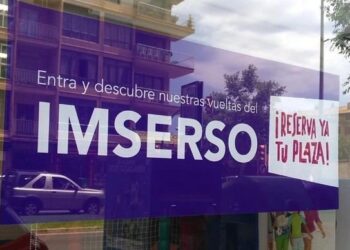 Entra y descubre nuestras vueltas del
IMSERSO
¡RESERVA YA
TU PLAZA!